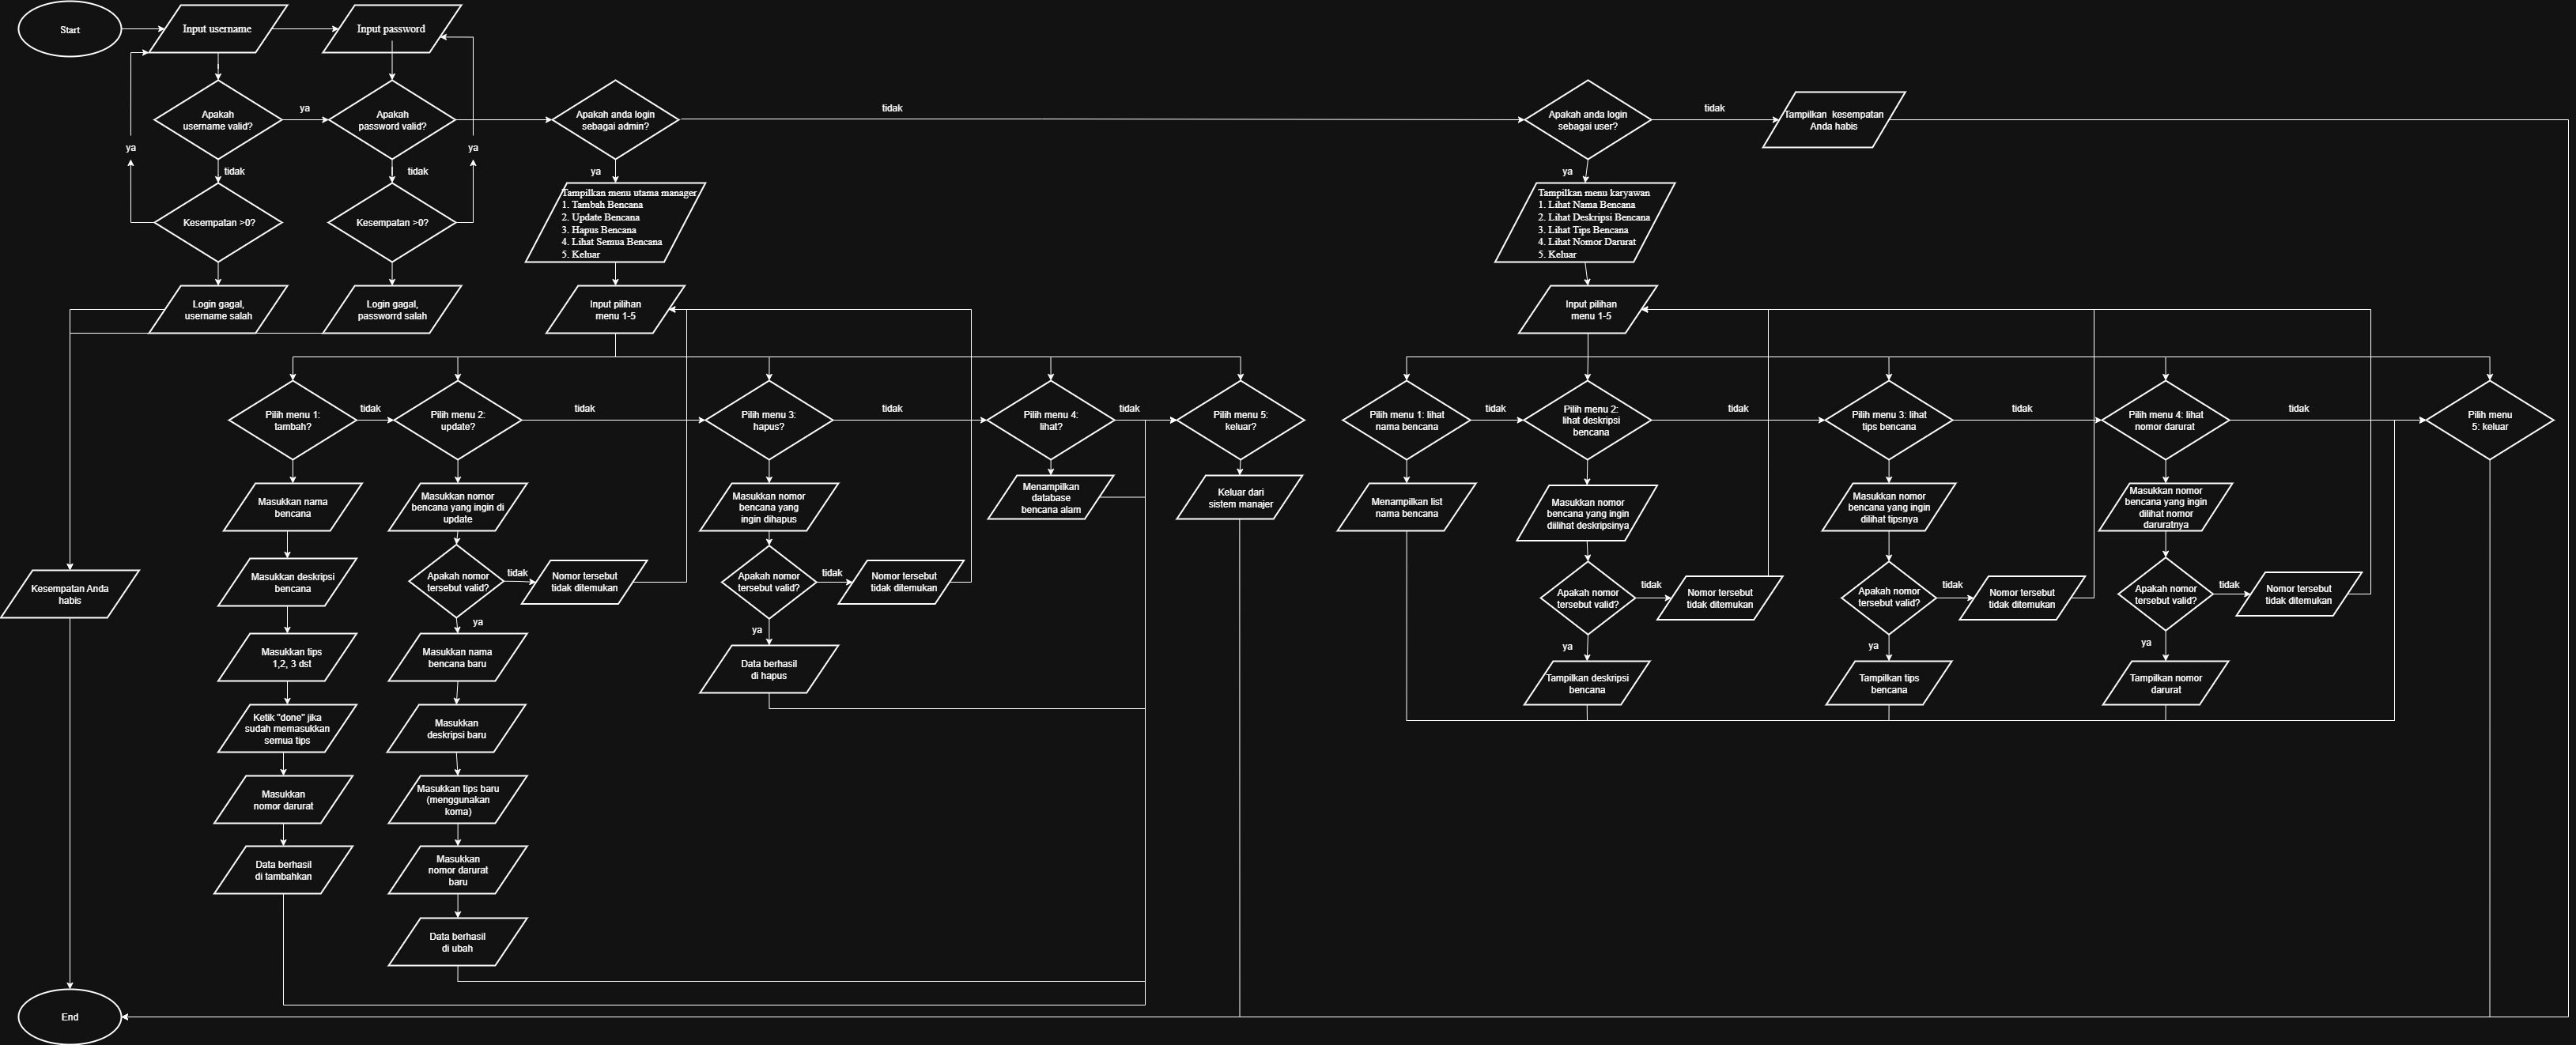 Start
Input username
Input password
Apakah
username valid?
ya
Apakah
password valid?
Apakah anda login
sebagai admin?
tidak
Apakah anda login
sebagai user?
tidak
Tampilkan  kesempatan
Anda habis
ya
tidak
tidak
ya
ya
ya
Kesempatan >0?
Kesempatan >0?
Tampilkan menu utama manager
1. Tambah Bencana
2. Update Bencana
3. Hapus Bencana
4. Lihat Semua Bencana
5. Keluar
Tampilkan menu karyawan
1. Lihat Nama Bencana
2. Lihat Deskripsi Bencana
3. Lihat Tips Bencana
4. Lihat Nomor Darurat
5. Keluar
Login gagal,
username salah
Login gagal,
passworrd salah
Input pilihan
menu 1-5
Input pilihan
menu 1-5
Pilih menu 1:
tambah?
tidak
Pilih menu 2:
update?
tidak
Pilih menu 3:
hapus?
tidak
Pilih menu 4:
lihat?
tidak
Pilih menu 5:
keluar?
Pilih menu 1: lihat
nama bencana
tidak
Pilih menu 2:
lihat deskripsi
bencana
tidak
Pilih menu 3: lihat
tips bencana
tidak
Pilih menu 4: lihat
nomor darurat
tidak
Pilih menu
5: keluar
Masukkan nama
bencana
Masukkan nomor
bencana yang ingin di
update
Masukkan nomor
bencana yang
ingin dihapus
Menampilkan
database
bencana alam
Keluar dari
sistem manajer
Menampilkan list
nama bencana
Masukkan nomor
bencana yang ingin
diilihat deskripsinya
Masukkan nomor
bencana yang ingin
dilihat tipsnya
Masukkan nomor
bencana yang ingin
dilihat nomor
daruratnya
Kesempatan Anda
habis
Masukkan deskripsi
bencana
Apakah nomor
tersebut valid?
tidak
Nomor tersebut
tidak ditemukan
Apakah nomor
tersebut valid?
tidak
Nomor tersebut
tidak ditemukan
Apakah nomor
tersebut valid?
tidak
Nomor tersebut
tidak ditemukan
Apakah nomor
tersebut valid?
tidak
Nomor tersebut
tidak ditemukan
Apakah nomor
tersebut valid?
tidak
Nomor tersebut
tidak ditemukan
ya
ya
ya
ya
ya
Masukkan tips
1,2, 3 dst
Masukkan nama
bencana baru
Data berhasil
di hapus
Tampilkan deskripsi
bencana
Tampilkan tips
bencana
Tampilkan nomor
darurat
Ketik "done" jika
sudah memasukkan
semua tips
Masukkan
deskripsi baru
Masukkan
nomor darurat
Masukkan tips baru
(menggunakan
koma)
Data berhasil
di tambahkan
Masukkan
nomor darurat
baru
Data berhasil
di ubah
End